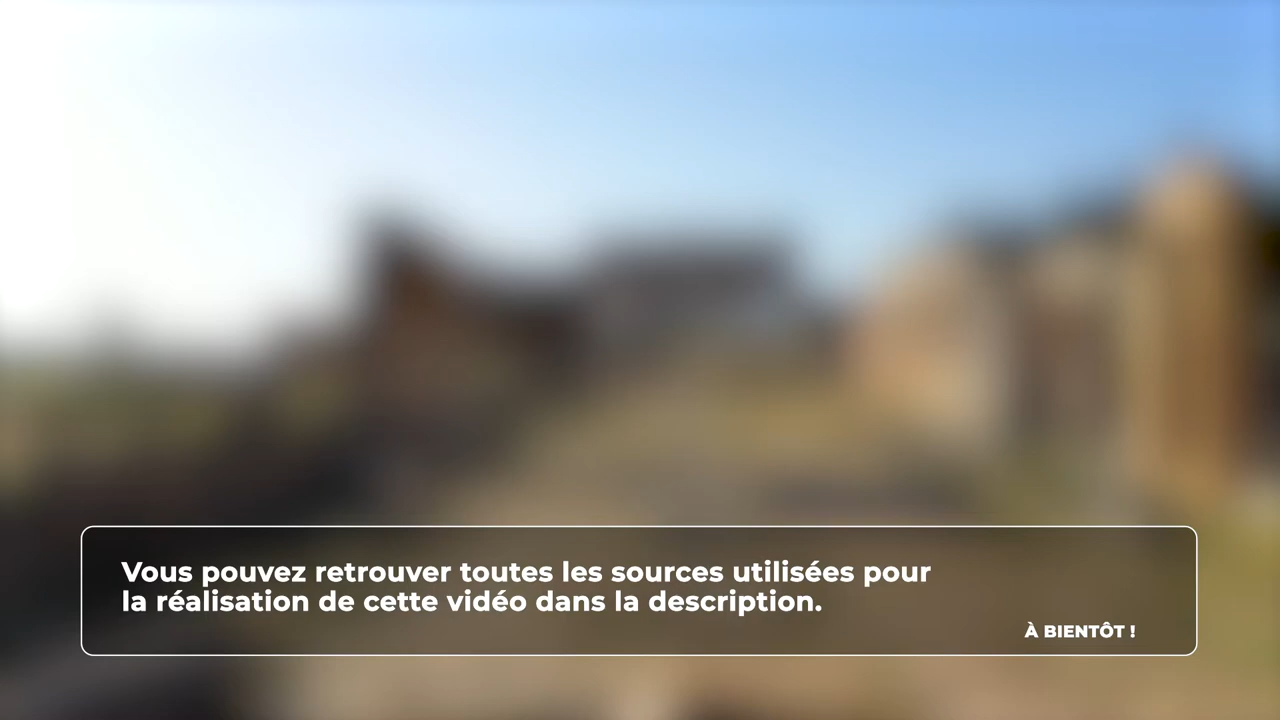 Vous pouvez retrouver toutes les sources utilisées pour
la réalisation de cette vidéo dans la description.
À BIENTÔT !